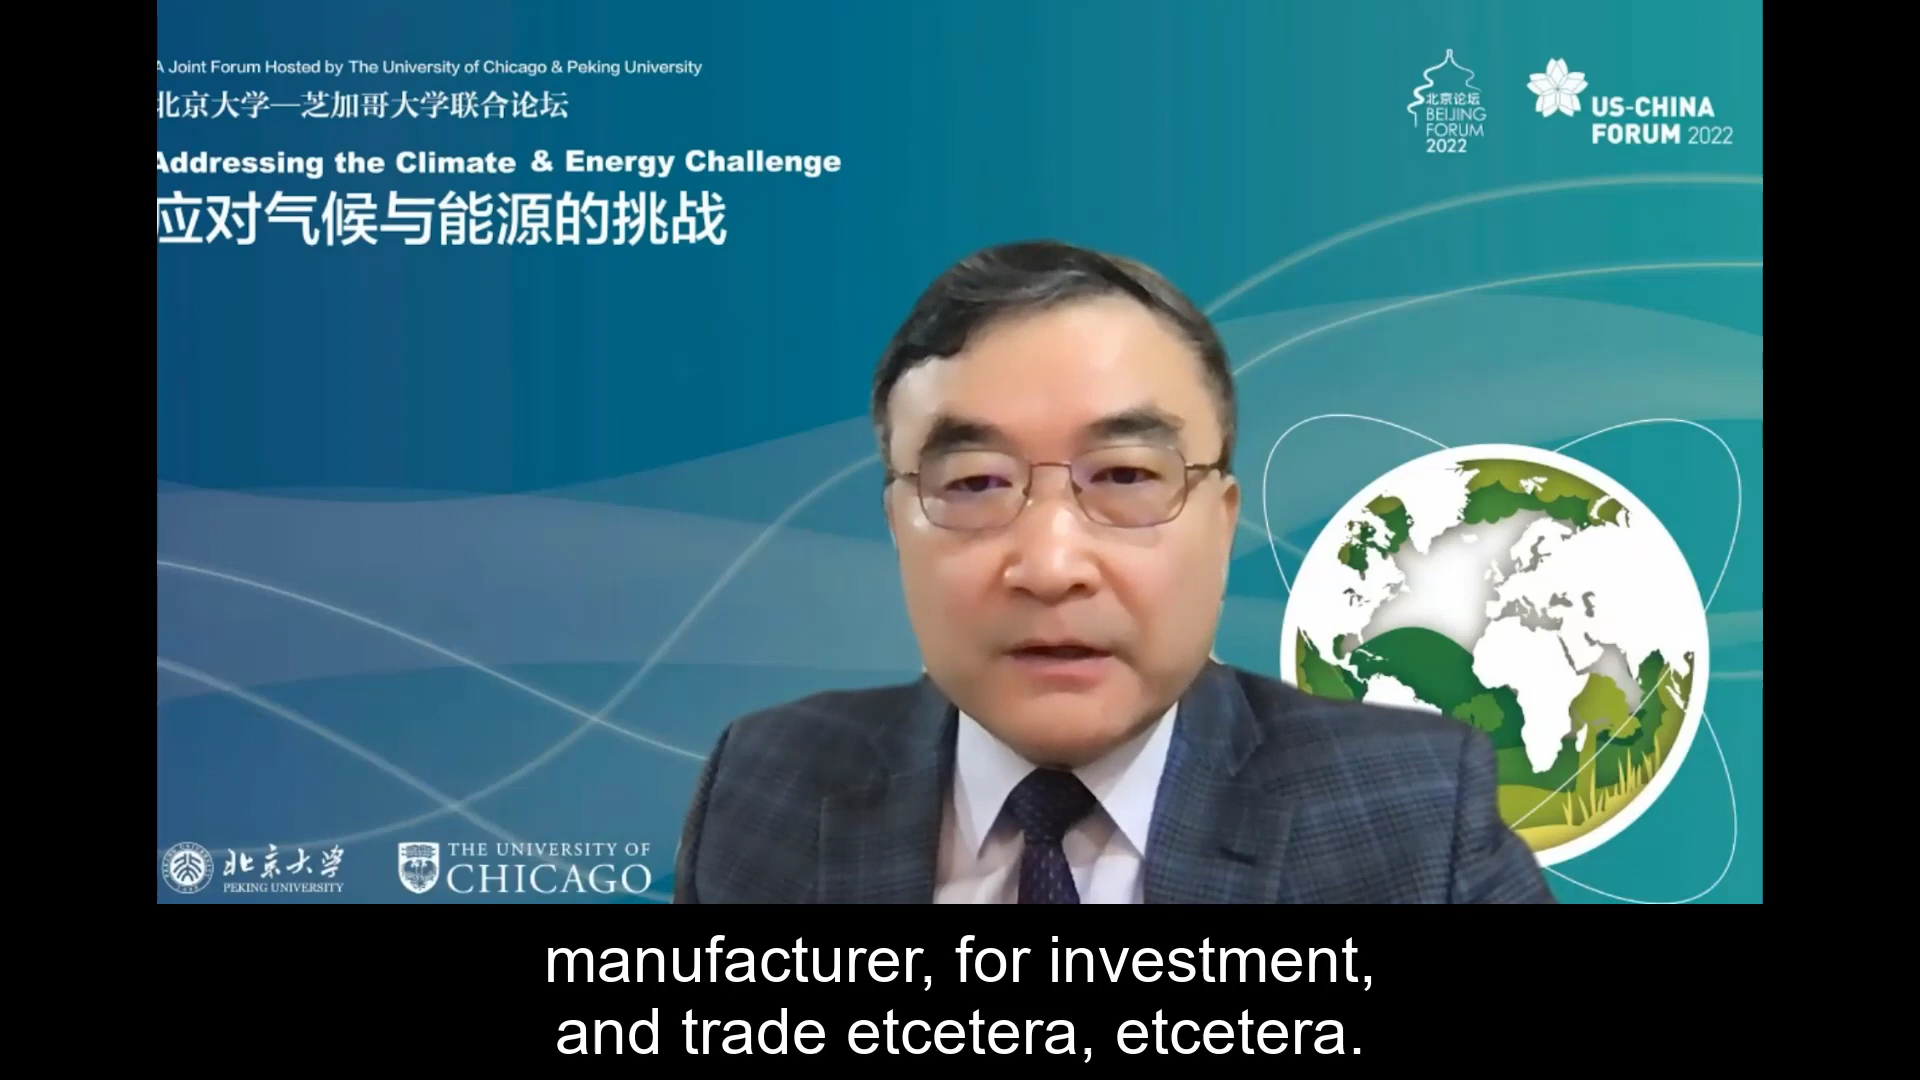 A Joint Forum Hosted by The University of Chicago & Peking University
北京大学—芝加哥大学联合论坛
Addressing the Climate & Energy Challenge
应对气候与能源的挑战
北京论坛
BEIJING
FORUM
2022
US-CHINA
FORUM 2022
北京大学
PEKING UNIVERSITY
THE UNIVERSITY OF
CHICAGO
manufacturer, for investment,
and trade etcetera, etcetera.